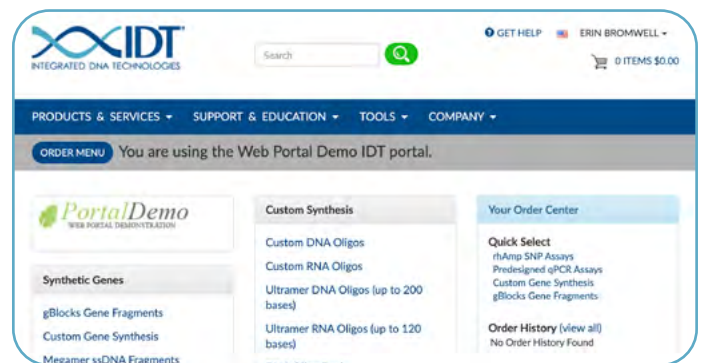 IDT
INTEGRATED DNA TECHNOLOGIES
Search
GET HELP
ERIN BROMWELL
0 ITEMS $0.00
PRODUCTS & SERVICES SUPPORT & EDUCATION TOOLS COMPANY
ORDER MENU You are using the Web Portal Demo IDT portal.
PortalDemo
WEB PORTAL DEMONSTRATION
Synthetic Genes
gBlocks Gene Fragments
Custom Gene Synthesis
Megamer ssDNA Fragments
Custom Synthesis
Custom DNA Oligos
Custom RNA Oligos
Ultramer DNA Oligos (up to 200
bases)
Ultramer RNA Oligos (up to 120
bases)
Your Order Center
Quick Select
rhAmp SNP Assays
Predesigned qPCR Assays
Custom Gene Synthesis
gBlocks Gene Fragments
Order History (view all)
No Order History Found